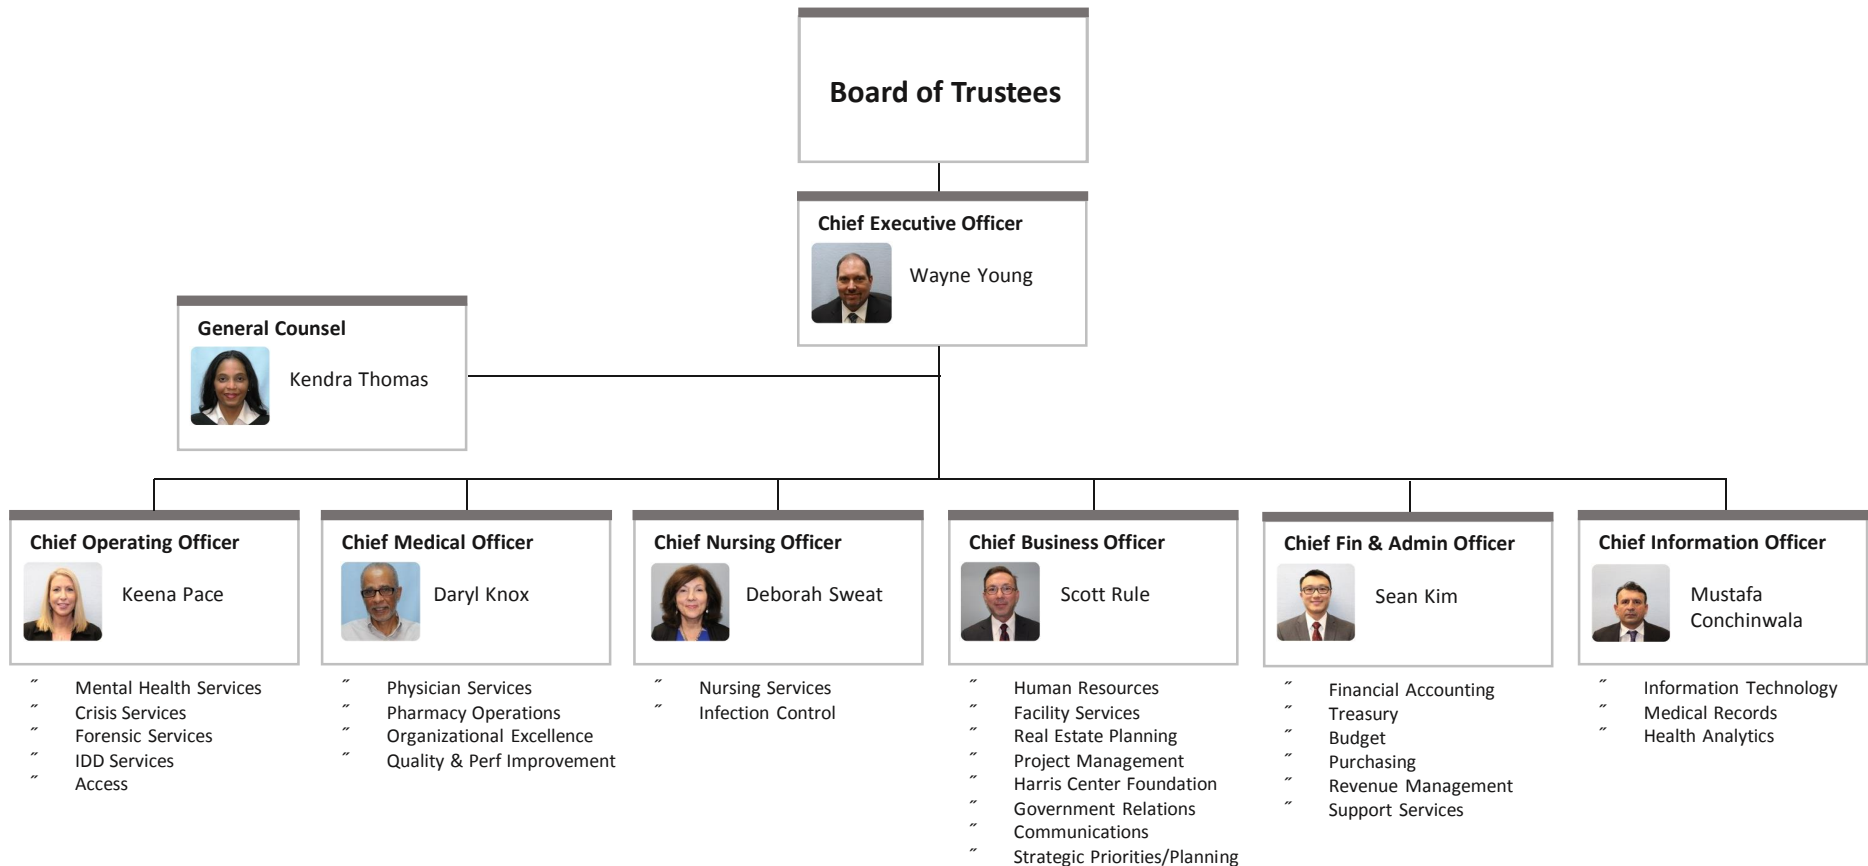 Board of Trustees
Chief Executive Officer
Wayne Young
General Counsel
Kendra Thomas
Chief Operating Officer
Keena Pace
˝ Mental Health Services
˝ Crisis Services
˝ Forensic Services
˝ IDD Services
˝ Access
Chief Medical Officer
Daryl Knox
˝ Physician Services
˝ Pharmacy Operations
˝ Organizational Excellence
˝ Quality & Perf Improvement
Chief Nursing Officer
Deborah Sweat
˝ Nursing Services
˝ Infection Control
Chief Business Officer
Scott Rule
˝ Human Resources
˝ Facility Services
˝ Real Estate Planning
˝ Project Management
˝ Harris Center Foundation
˝ Government Relations
˝ Communications
˝ Strategic Priorities/Planning
Chief Fin & Admin Officer
Sean Kim
˝ Financial Accounting
˝ Treasury
˝ Budget
˝ Purchasing
˝ Revenue Management
˝ Support Services
Chief Information Officer
Mustafa
Conchinwala
˝ Information Technology
˝ Medical Records
˝ Health Analytics